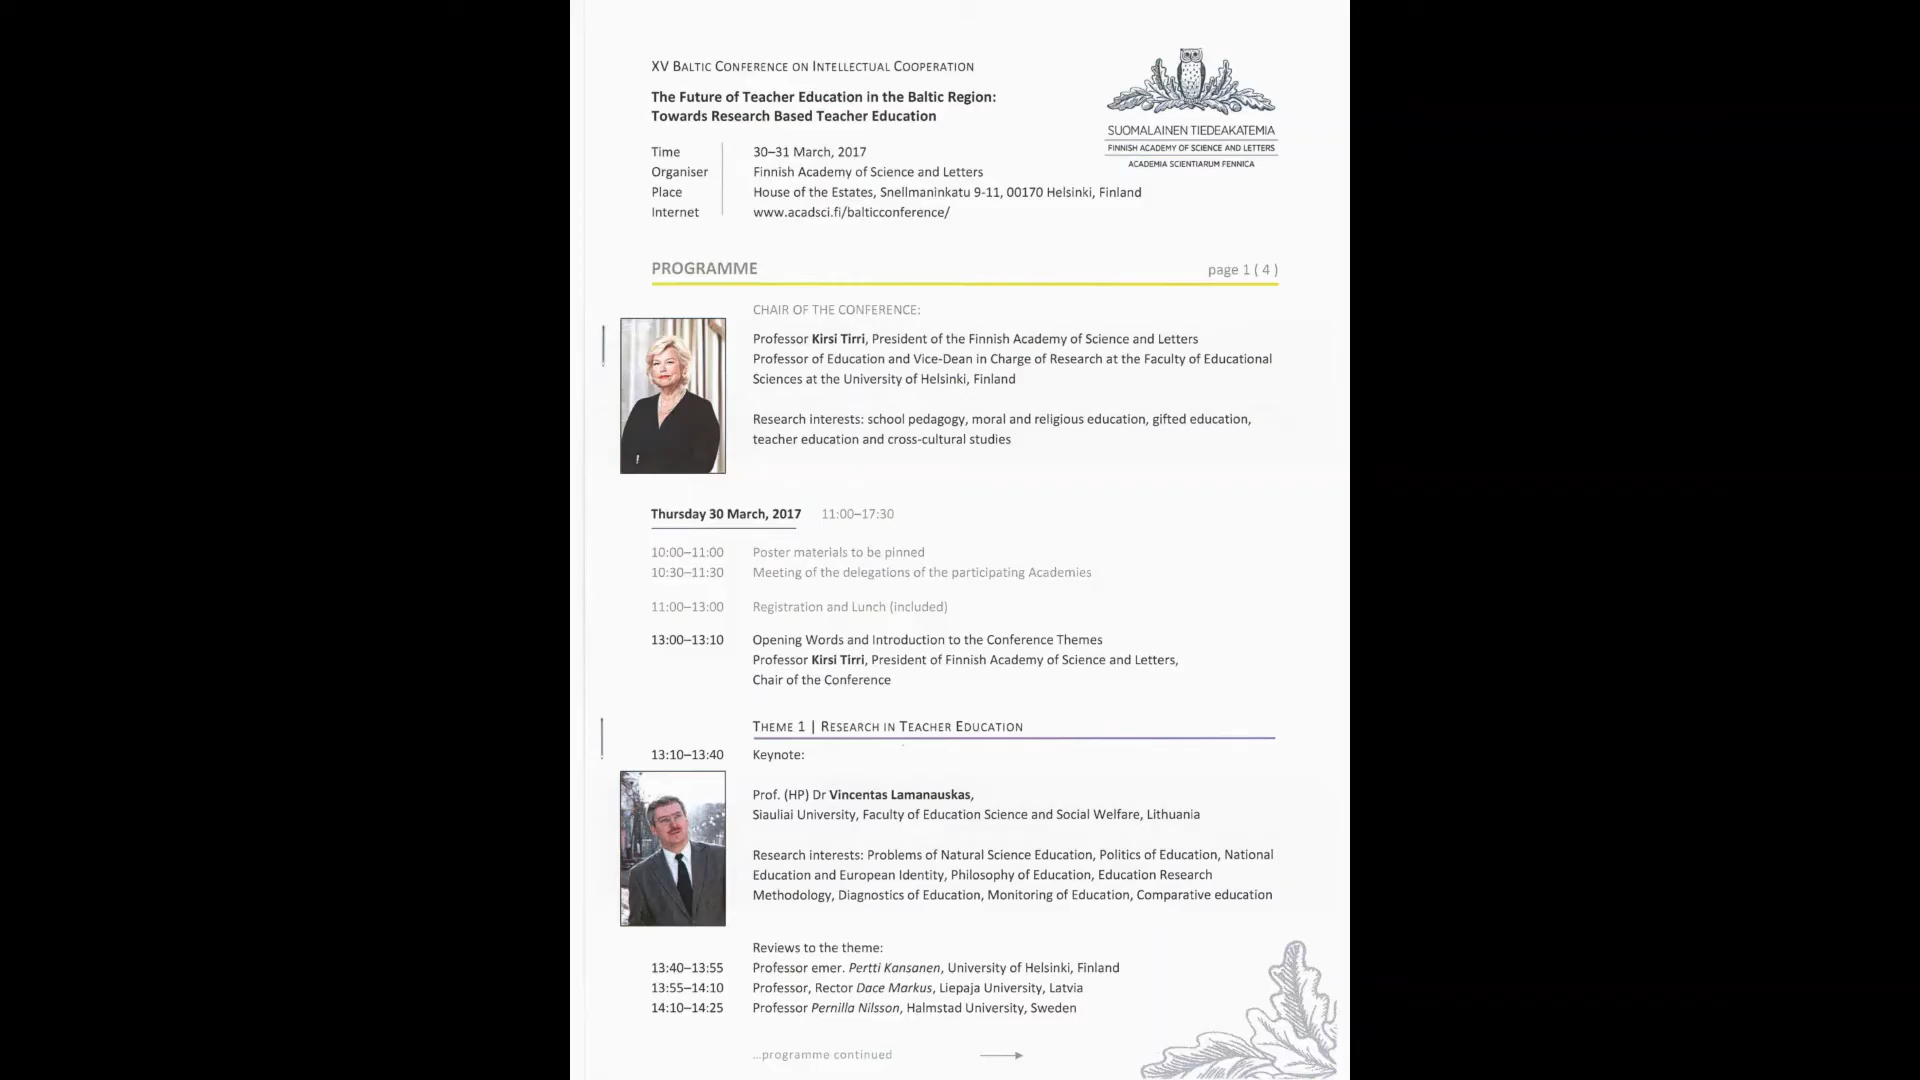 XV BALTIC CONFERENCE ON INTELLECTUAL COOPERATION
The Future of Teacher Education in the Baltic Region:
Towards Research Based Teacher Education
SUOMALAINEN TIEDEAKATEMIA
FINNISH ACADEMY OF SCIENCE AND LETTERS
ACADEMIA SCIENTIARUM FENNICA
Time 30–31 March, 2017
Organiser Finnish Academy of Science and Letters
Place House of the Estates, Snellmaninkatu 9-11, 00170 Helsinki, Finland
Internet www.acadsci.fi/balticconference/
PROGRAMME page 1 ( 4 )
CHAIR OF THE CONFERENCE:
Professor Kirsi Tirri, President of the Finnish Academy of Science and Letters
Professor of Education and Vice-Dean in Charge of Research at the Faculty of Educational
Sciences at the University of Helsinki, Finland
Research interests: school pedagogy, moral and religious education, gifted education,
teacher education and cross-cultural studies
Thursday 30 March, 2017 11:00–17:30
10:00–11:00 Poster materials to be pinned
10:30–11:30 Meeting of the delegations of the participating Academies
11:00–13:00 Registration and Lunch (included)
13:00–13:10 Opening Words and Introduction to the Conference Themes
Professor Kirsi Tirri, President of Finnish Academy of Science and Letters,
Chair of the Conference
THEME 1 | RESEARCH IN TEACHER EDUCATION
13:10–13:40 Keynote:
Prof. (HP) Dr Vincentas Lamanauskas,
Siauliai University, Faculty of Education Science and Social Welfare, Lithuania
Research interests: Problems of Natural Science Education, Politics of Education, National
Education and European Identity, Philosophy of Education, Education Research
Methodology, Diagnostics of Education, Monitoring of Education, Comparative education
Reviews to the theme:
13:40–13:55 Professor emer. Pertti Kansanen, University of Helsinki, Finland
13:55–14:10 Professor, Rector Dace Markus, Liepaja University, Latvia
14:10–14:25 Professor Pernilla Nilsson, Halmstad University, Sweden
...programme continued